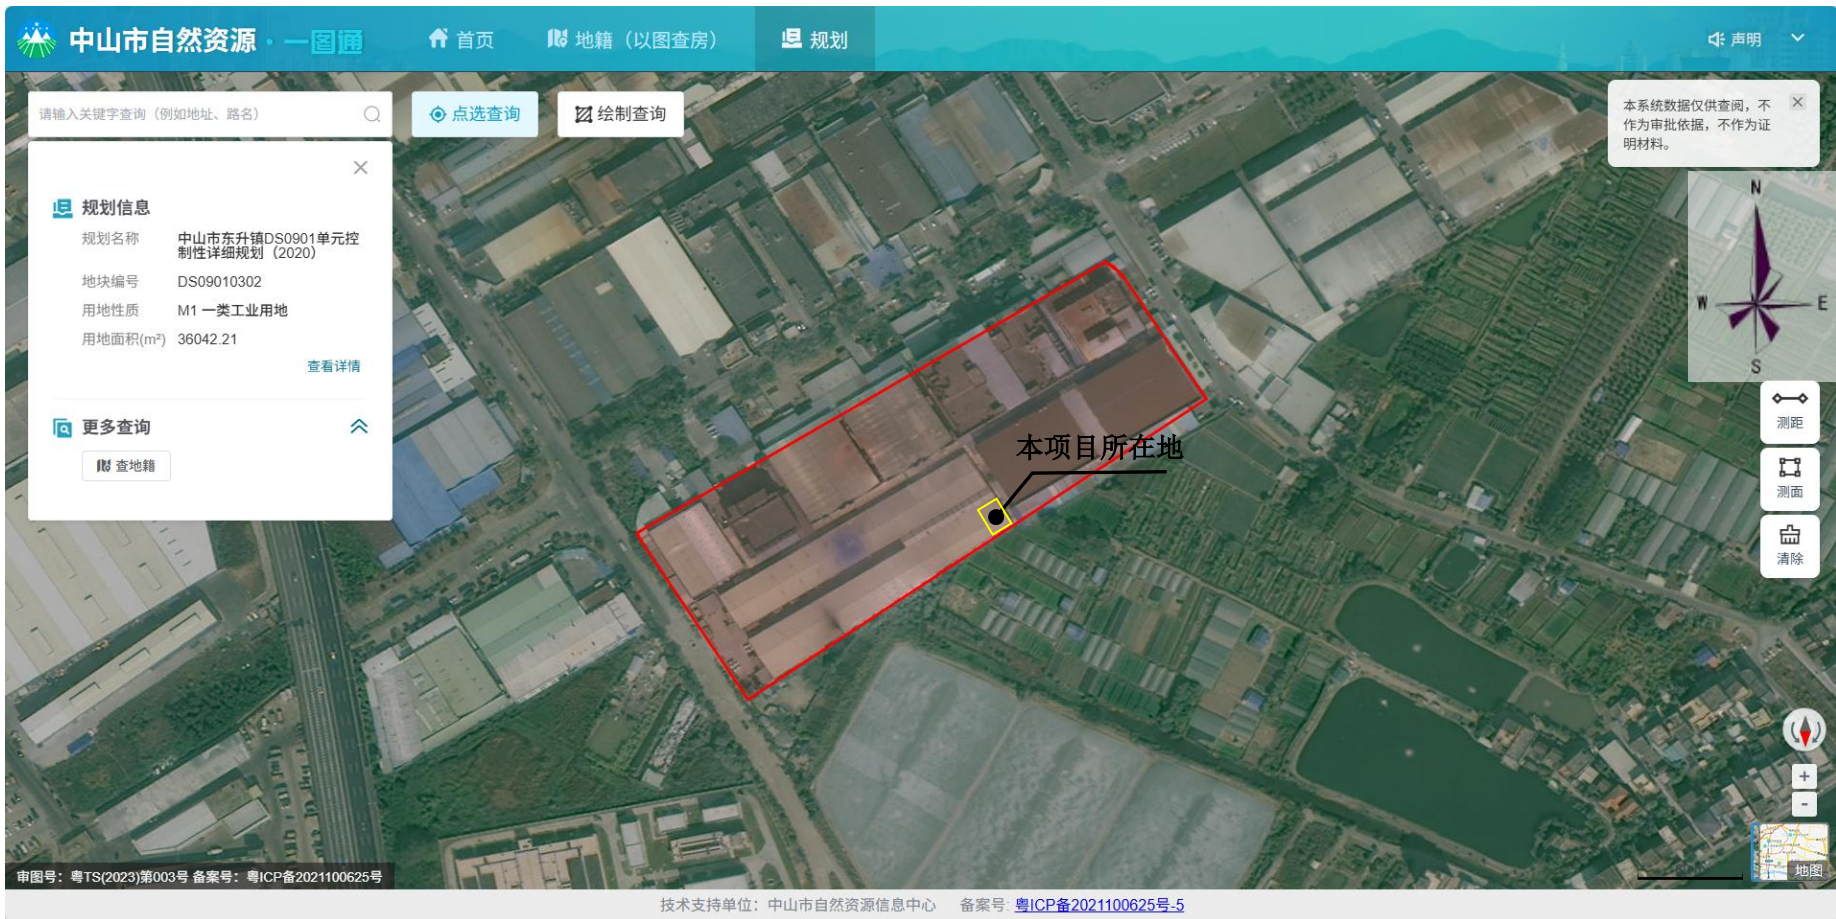 中山市自然资源·一图通
首页
地籍（以图查房）
规划
声明
请输入关键字查询（例如地址、路名）
点选查询
绘制查询
本系统数据仅供查阅，不
作为审批依据，不作为证
明材料。
规划信息
规划名称 中山市东升镇DS0901单元控
制性详细规划（2020）
地块编号 DS09010302
用地性质 M1 一类工业用地
用地面积(m²) 36042.21
查看详情
更多查询
查地籍
N
W E
S
测距
测面
清除
本项目所在地
+
-
地图
审图号：粤TS(2023)第003号 备案号：粤ICP备2021100625号
技术支持单位：中山市自然资源信息中心 备案号: 粤ICP备2021100625号-5